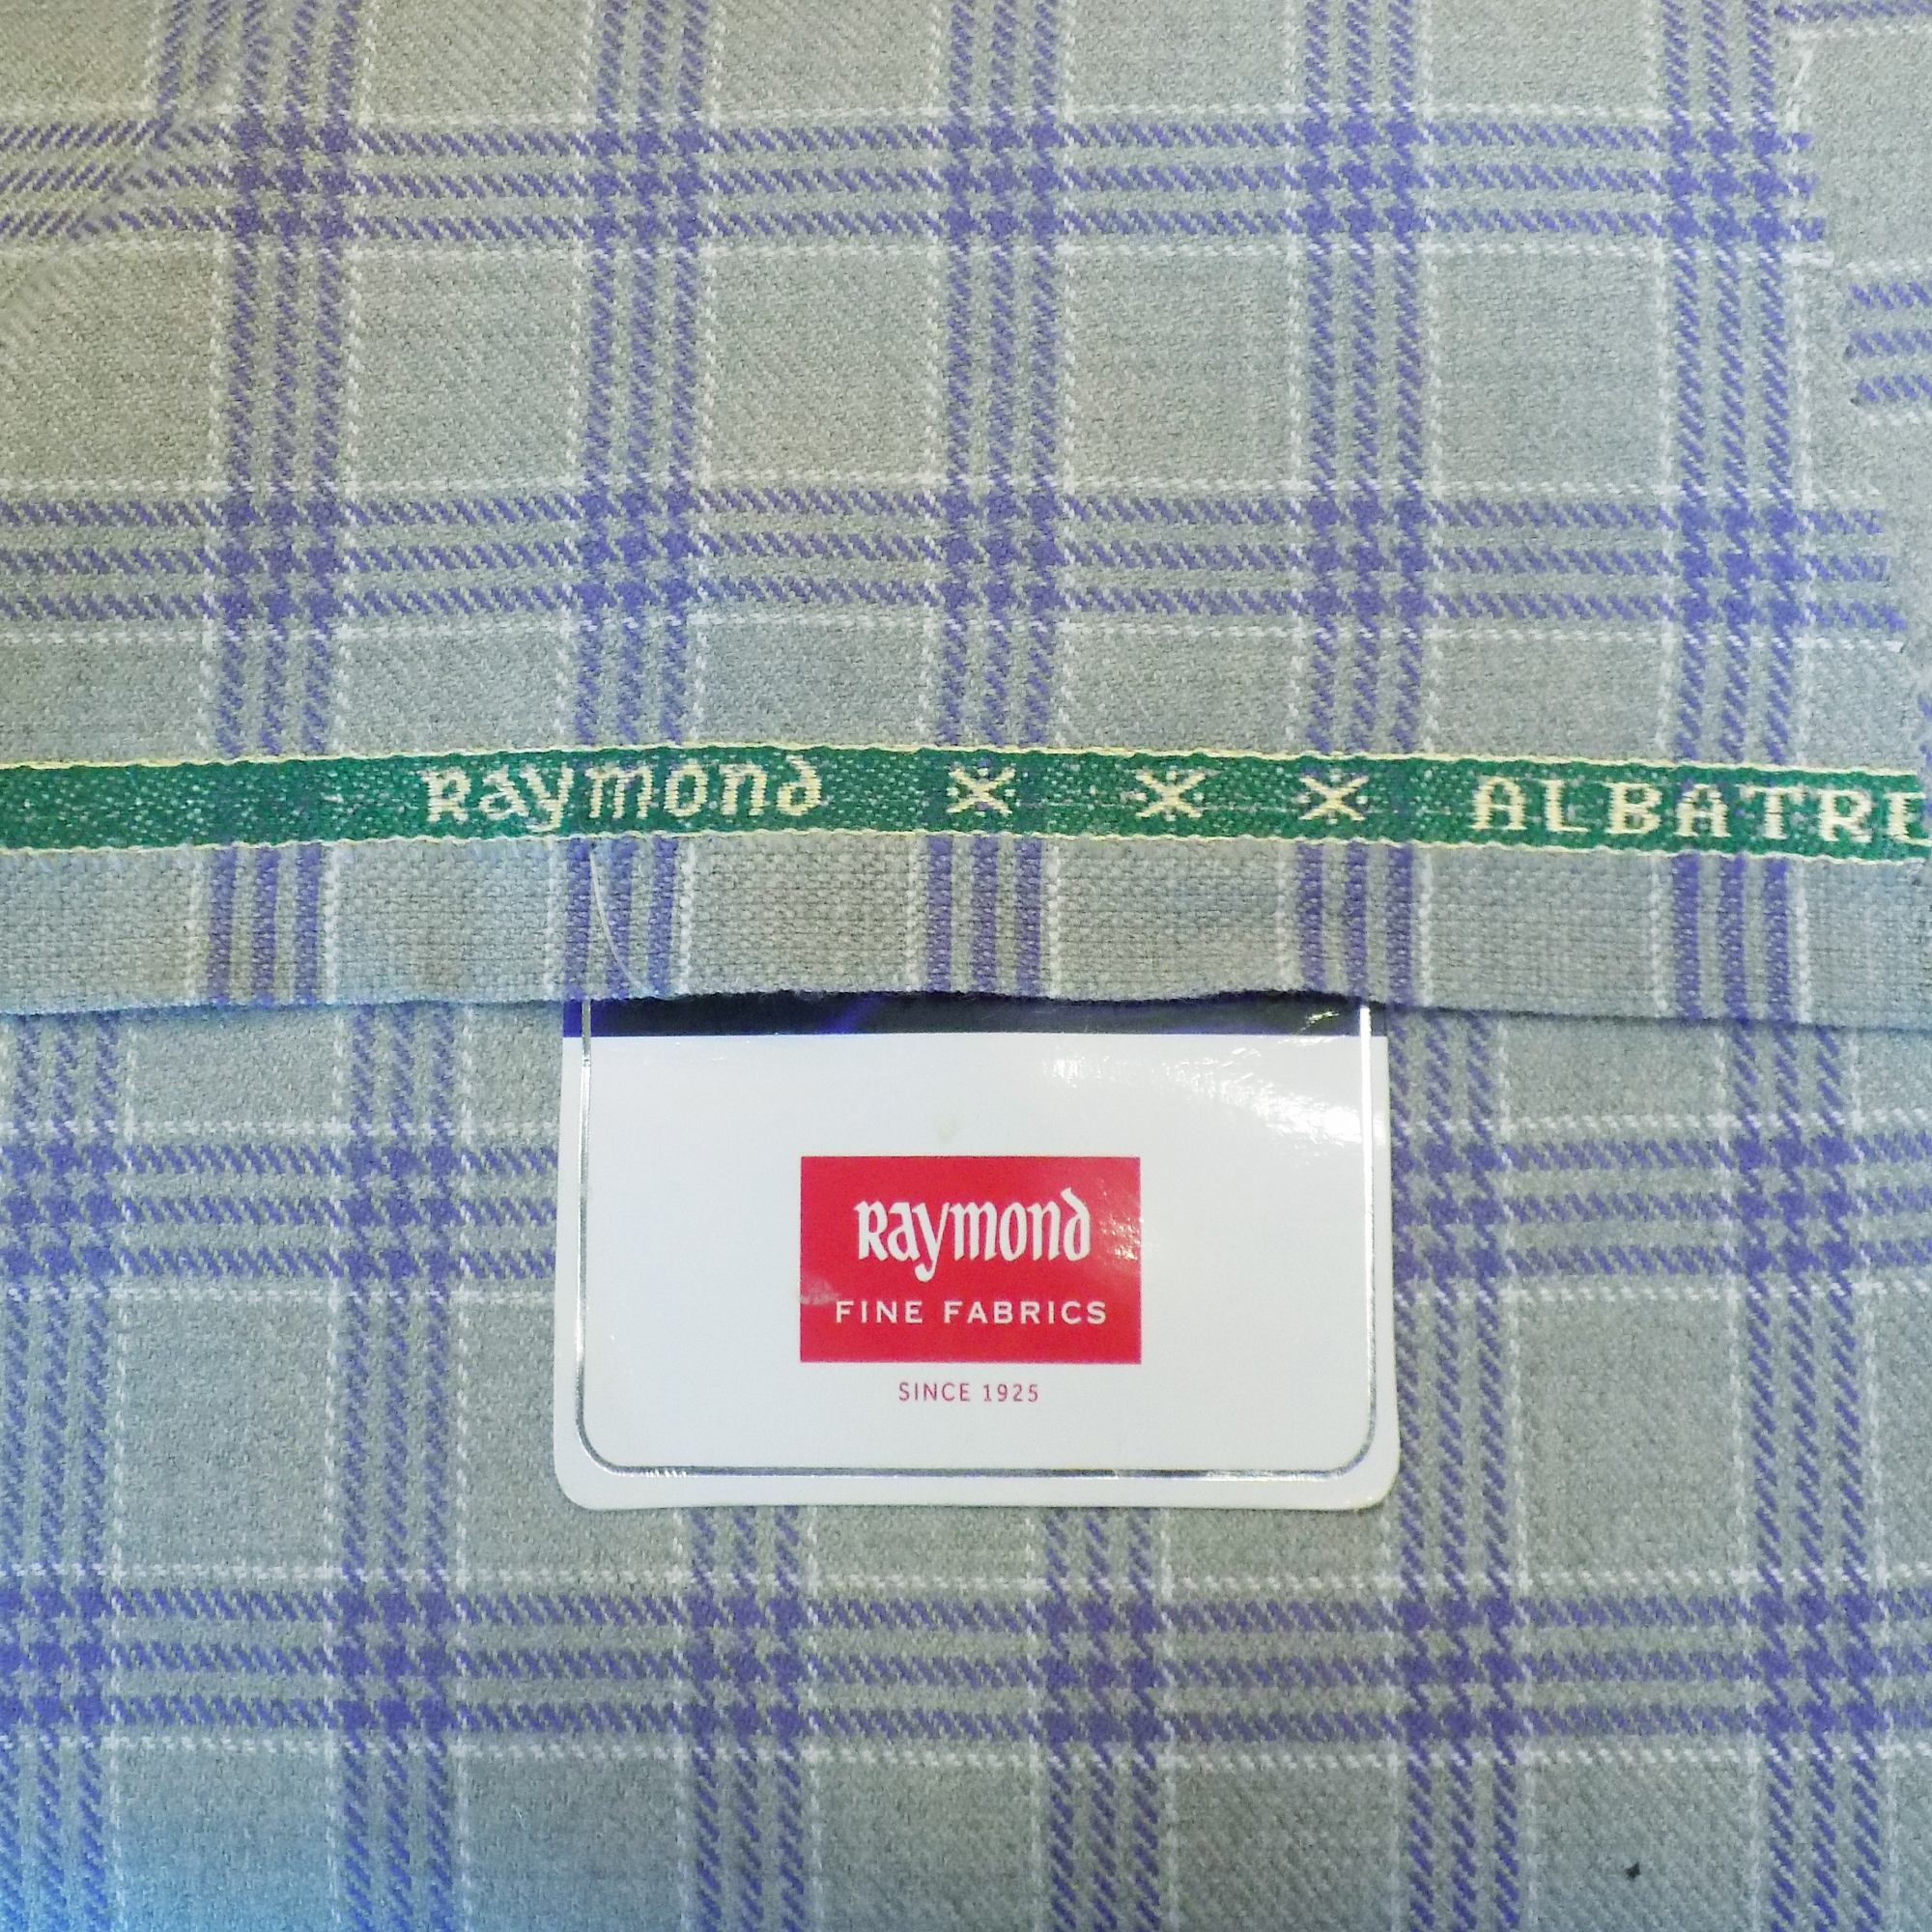 Raymond ALBATR
Raymond
FINE FABRICS
SINCE 1925